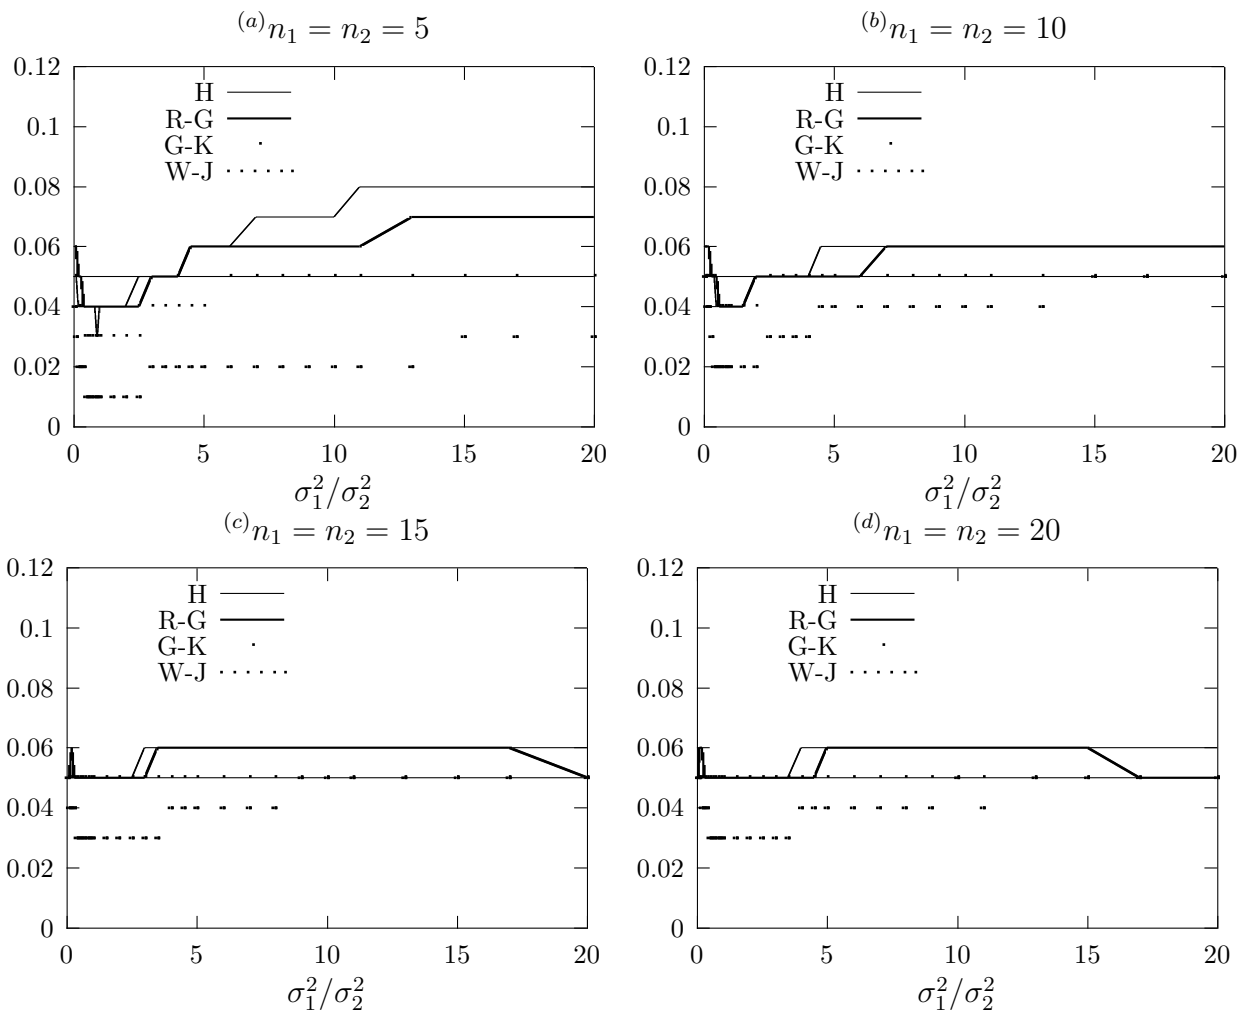 (a) n₁ = n₂ = 5
0.12
0.1
0.08
0.06
0.04
0.02
0
H
R-G
G-K
W-J
0 5 10 15 20
σ₁²/σ₂²
(b) n₁ = n₂ = 10
0.12
0.1
0.08
0.06
0.04
0.02
0
H
R-G
G-K
W-J
0 5 10 15 20
σ₁²/σ₂²
(c) n₁ = n₂ = 15
0.12
0.1
0.08
0.06
0.04
0.02
0
H
R-G
G-K
W-J
0 5 10 15 20
σ₁²/σ₂²
(d) n₁ = n₂ = 20
0.12
0.1
0.08
0.06
0.04
0.02
0
H
R-G
G-K
W-J
0 5 10 15 20
σ₁²/σ₂²